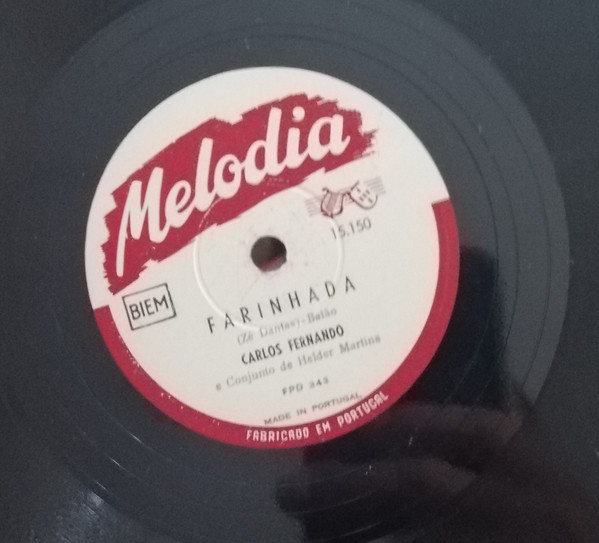 Melodia
15.150
BIEM
FARINHADA
(Zé Dantas) - Baião
CARLOS FERNANDO
e Conjunto de Helder Martins
FPD 343
MADE IN PORTUGAL
FABRICADO EM PORTUGAL